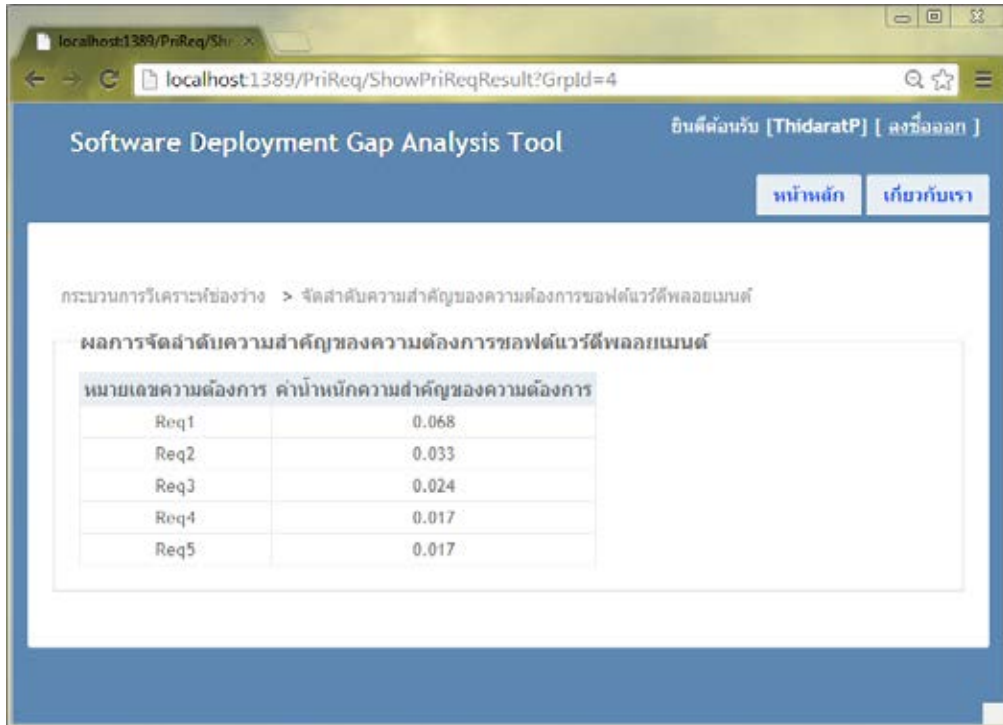 localhost:1389/PriReq/Sh
localhost:1389/PriReq/ShowPriReqResult?GrpId=4
Software Deployment Gap Analysis Tool
ยินดีต้อนรับ [ThidaratP] [ ลงชื่อออก ]
หน้าหลัก
เกี่ยวกับเรา
กระบวนการวิเคราะห์ช่องว่าง > จัดลำดับความสำคัญของความต้องการซอฟต์แวร์ดีพลอยเมนต์
ผลการจัดลำดับความสำคัญของความต้องการซอฟต์แวร์ดีพลอยเมนต์
หมายเลขความต้องการ ค่าน้ำหนักความสำคัญของความต้องการ
Req1 0.068
Req2 0.033
Req3 0.024
Req4 0.017
Req5 0.017